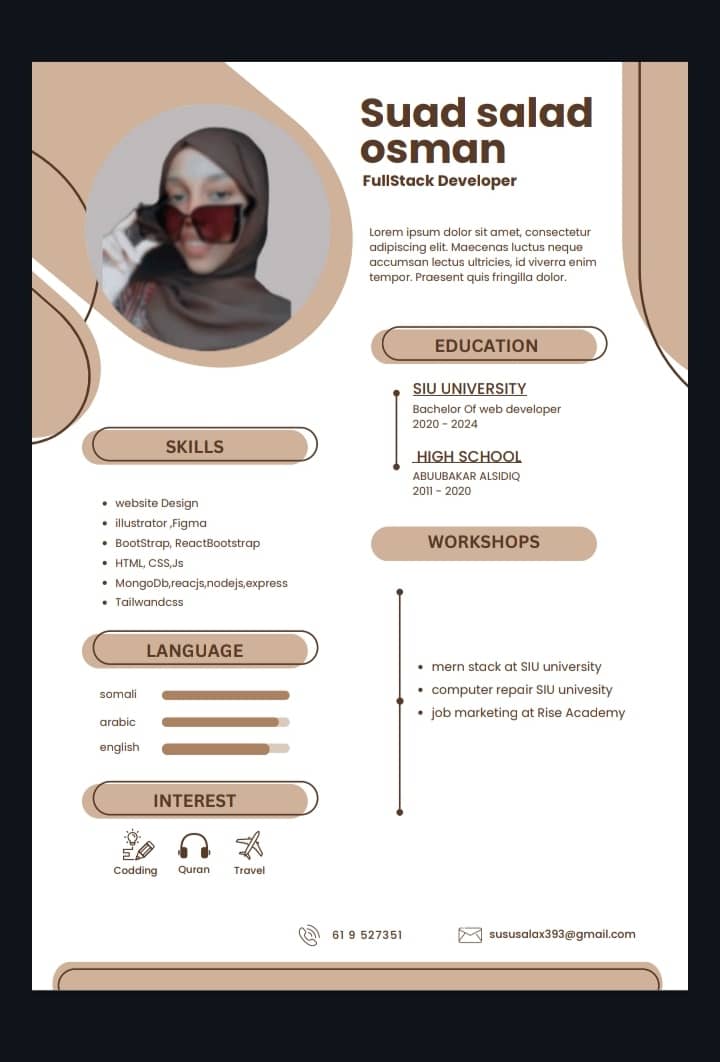 Suad salad
osman
FullStack Developer
Lorem ipsum dolor sit amet, consectetur
adipiscing elit. Maecenas luctus neque
accumsan lectus ultricies, id viverra enim
tempor. Praesent quis fringilla dolor.
EDUCATION
SIU UNIVERSITY
Bachelor Of web developer
2020 - 2024
HIGH SCHOOL
ABUUBAKAR ALSIDIQ
2011 - 2020
WORKSHOPS
mern stack at SIU university
computer repair SIU univesity
job marketing at Rise Academy
SKILLS
website Design
illustrator ,Figma
BootStrap, ReactBootstrap
HTML, CSS,Js
MongoDb,reacjs,nodejs,express
Tailwandcss
LANGUAGE
somali
arabic
english
INTEREST
Codding Quran Travel
61 9 527351 sususalax393@gmail.com